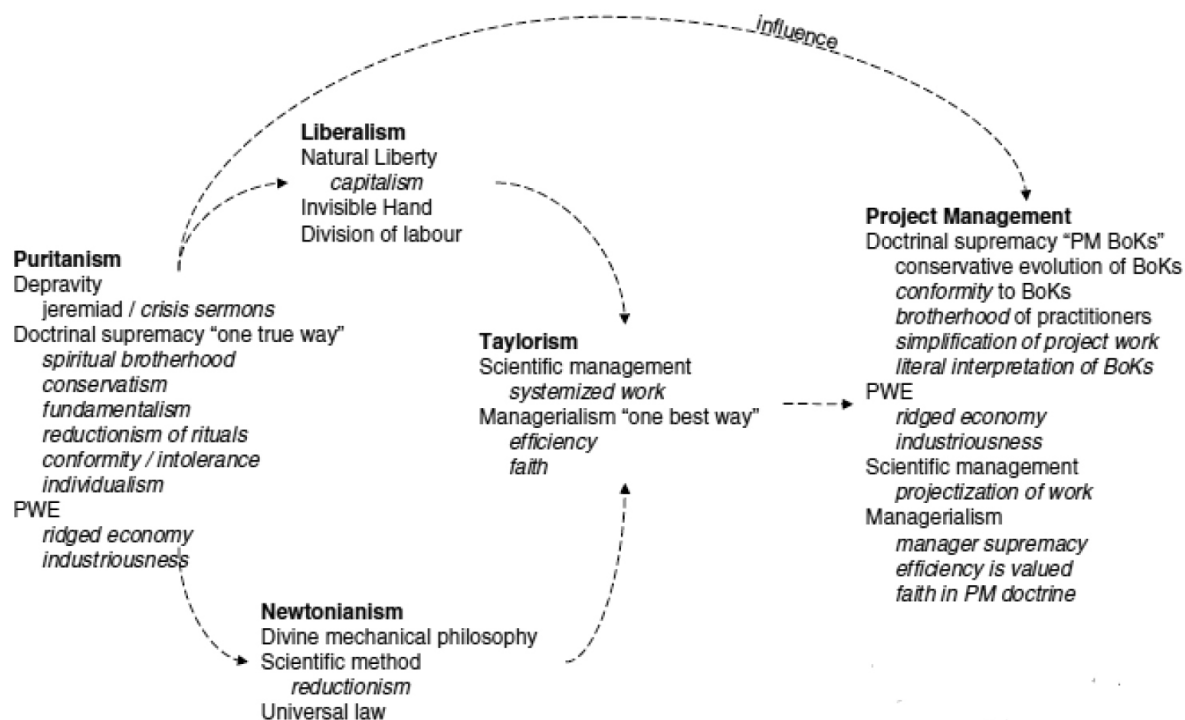 influence
Liberalism
Natural Liberty
capitalism
Invisible Hand
Division of labour
Puritanism
Depravity
jeremiad / crisis sermons
Doctrinal supremacy “one true way”
spiritual brotherhood
conservatism
fundamentalism
reductionism of rituals
conformity / intolerance
individualism
PWE
ridged economy
industriousness
Newtonianism
Divine mechanical philosophy
Scientific method
reductionism
Universal law
Taylorism
Scientific management
systemized work
Managerialism “one best way”
efficiency
faith
Project Management
Doctrinal supremacy “PM BoKs”
conservative evolution of BoKs
conformity to BoKs
brotherhood of practitioners
simplification of project work
literal interpretation of BoKs
PWE
ridged economy
industriousness
Scientific management
projectization of work
Managerialism
manager supremacy
efficiency is valued
faith in PM doctrine